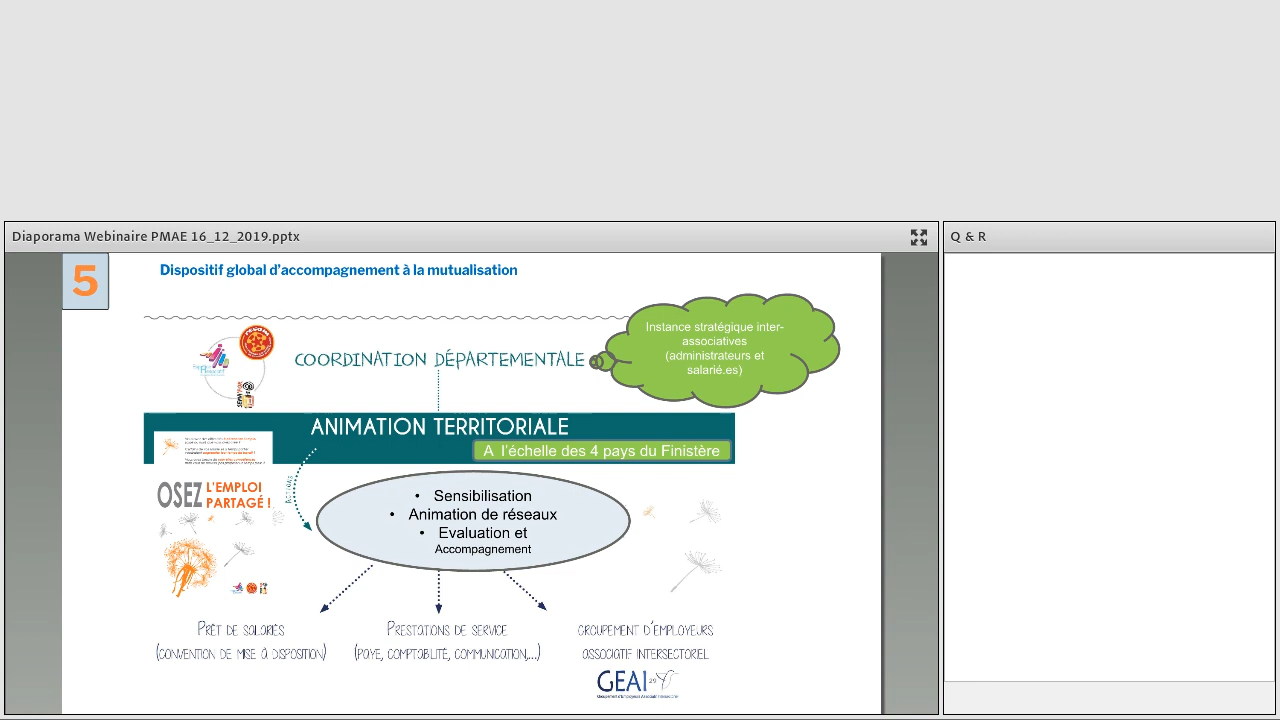 Diaporama Webinaire PMAE 16_12_2019.pptx
Q & R
5
Dispositif global d'accompagnement à la mutualisation
Instance stratégique inter-
associatives
(administrateurs et
salarié.es)
COORDINATION DÉPARTEMENTALE
ANIMATION TERRITORIALE
A l'échelle des 4 pays du Finistère
OSEZ L'EMPLOI
PARTAGÉ !
• Sensibilisation
• Animation de réseaux
• Evaluation et
Accompagnement
PRÊT DE SALARIÉS
(CONVENTION DE MISE À DISPOSITION)
PRESTATIONS DE SERVICE
(PAYE, COMPTABLITÉ, COMMUNICATION,...)
GROUPEMENT D'EMPLOYEURS
ASSOCIATIF INTERSECTORIEL
GEAI 29